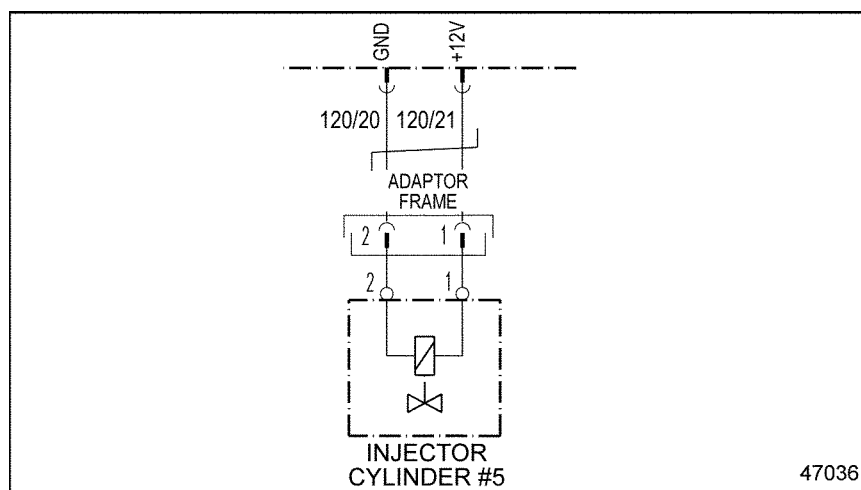 GND
+12V
120/20
120/21
ADAPTOR
FRAME
2
1
2
1
INJECTOR
CYLINDER #5
47036